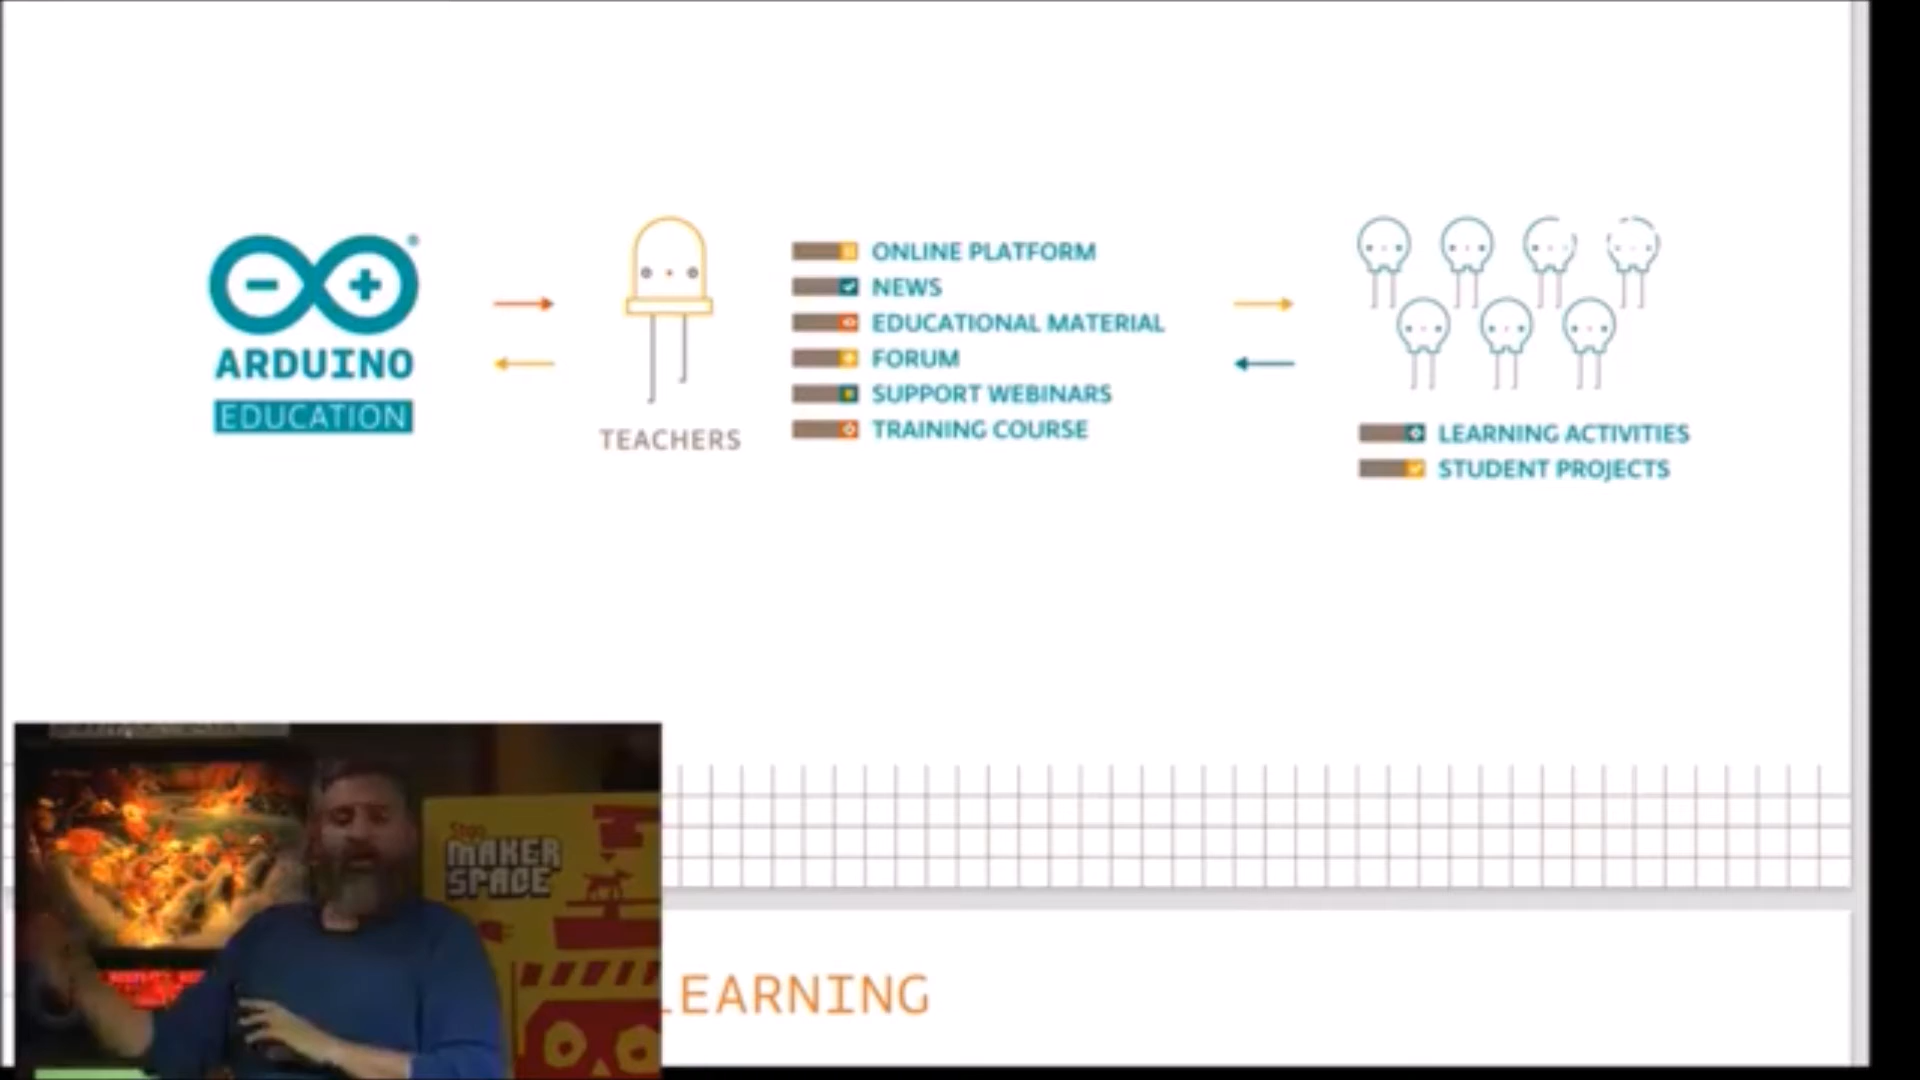 ARDUINO
EDUCATION
TEACHERS
ONLINE PLATFORM
NEWS
EDUCATIONAL MATERIAL
FORUM
SUPPORT WEBINARS
TRAINING COURSE
LEARNING ACTIVITIES
STUDENT PROJECTS
MAKER
SPACE
LEARNING